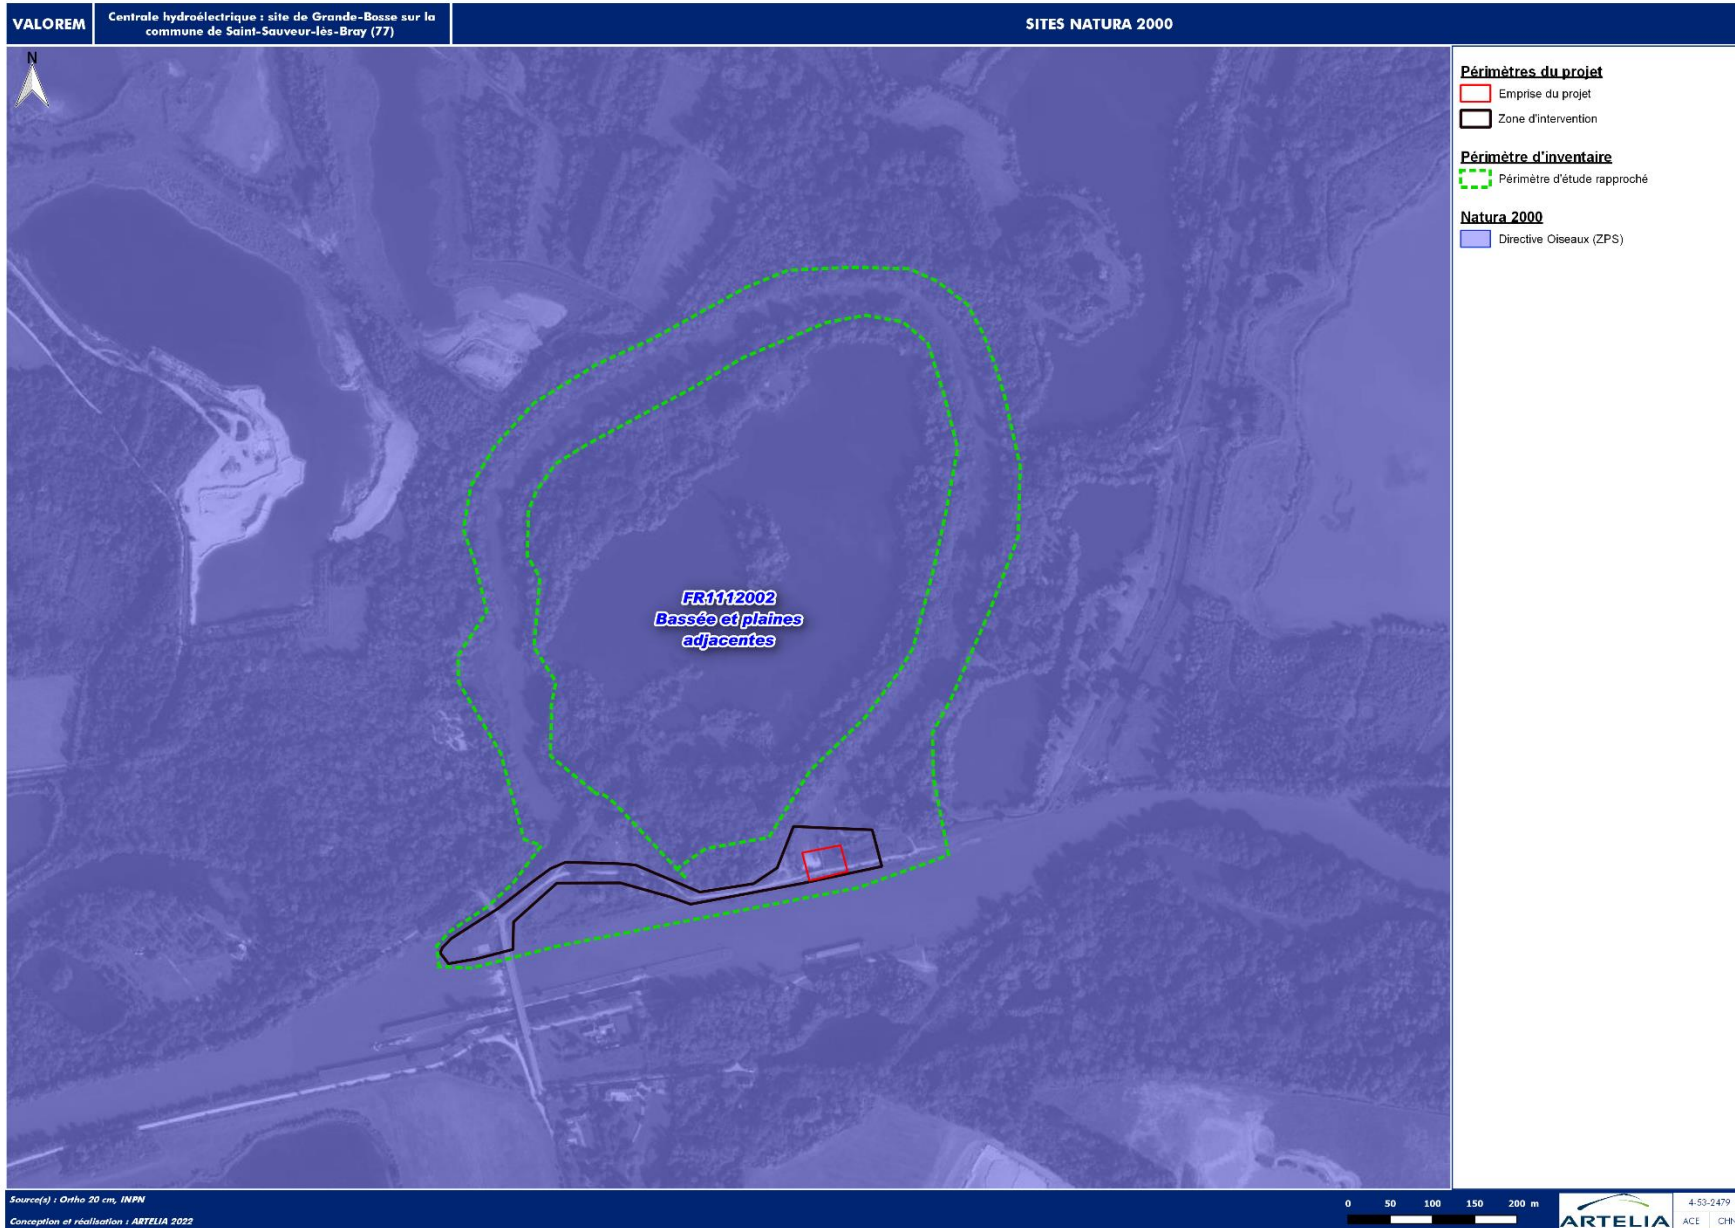 VALOREM
Centrale hydroélectrique : site de Grande-Bosse sur la
commune de Saint-Sauveur-lès-Bray (77)
SITES NATURA 2000
N
Périmètres du projet
Emprise du projet
Zone d'intervention
Périmètre d'inventaire
Périmètre d'étude rapproché
Natura 2000
Directive Oiseaux (ZPS)
FR1112002
Bassée et plaines
adjacentes
Source(s) : Ortho 20 cm, INPN
Conception et réalisation : ARTELIA 2022
0 50 100 150 200 m
ARTELIA
4-53-2479
ACE